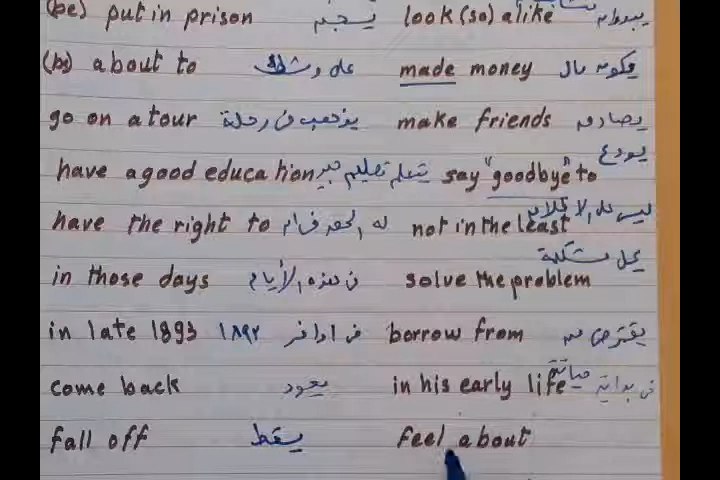 (be) put in prison يسجن look (so) alike يبدوان
(be) about to على وشك made money يكون مال
go on a tour يذهب في رحلة make friends يصادق
have a good education يتعلم تعليم say "goodbye" to يودع
have the right to له الحق في not in the least ليس على الإطلاق
in those days في هذه الأيام solve the problem يحل مشكلة
in late 1893 في اواخر ١٨٩٣ borrow from يقترض من
come back يعود in his early life في بداية حياته
fall off يسقط feel about